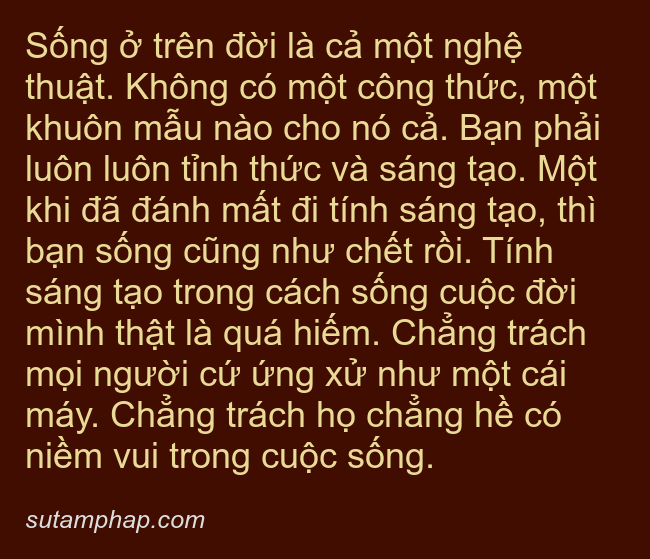 Sống ở trên đời là cả một nghệ
thuật. Không có một công thức, một
khuôn mẫu nào cho nó cả. Bạn phải
luôn luôn tỉnh thức và sáng tạo. Một
khi đã đánh mất đi tính sáng tạo, thì
bạn sống cũng như chết rồi. Tính
sáng tạo trong cách sống cuộc đời
mình thật là quá hiếm. Chẳng trách
mọi người cứ ứng xử như một cái
máy. Chẳng trách họ chẳng hề có
niềm vui trong cuộc sống.
sutamphap.com